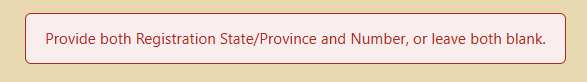 Provide both Registration State/Province and Number, or leave both blank.